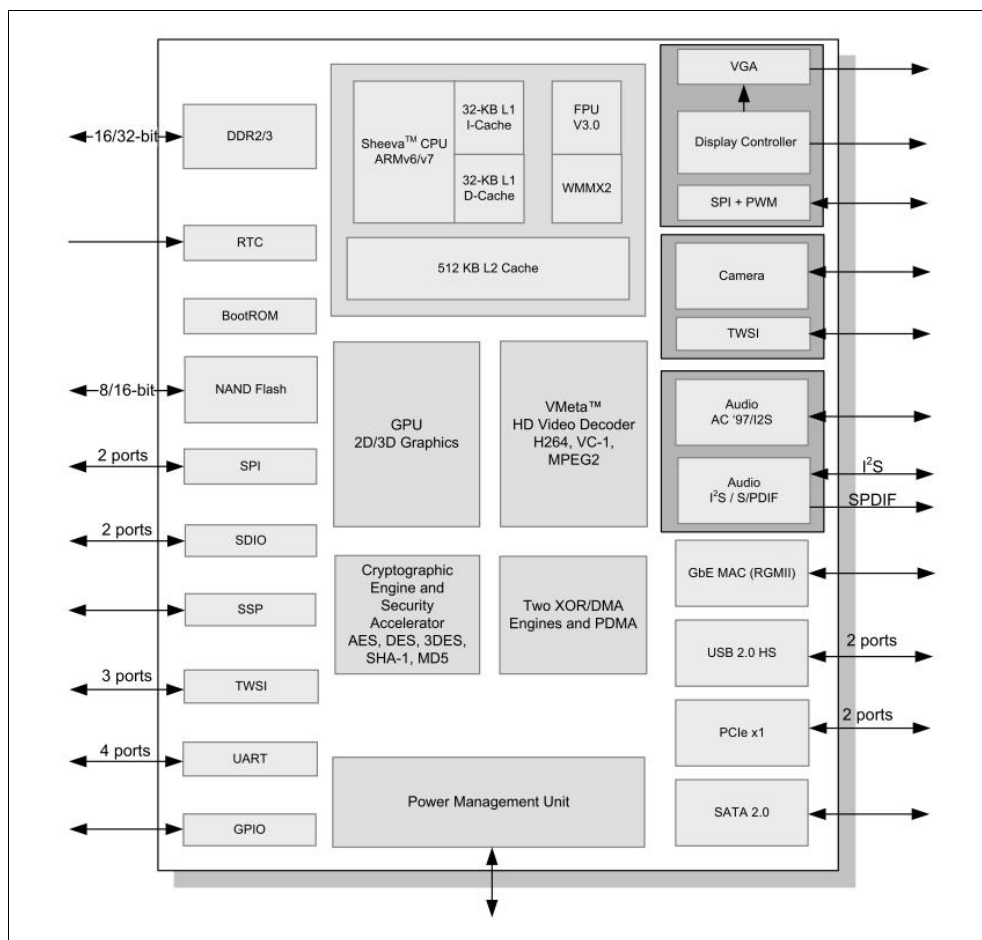 16/32-bit
DDR2/3
RTC
BootROM
8/16-bit
NAND Flash
2 ports
SPI
2 ports
SDIO
SSP
3 ports
TWSI
4 ports
UART
GPIO
Sheeva™ CPU
ARMv6/v7
32-KB L1
I-Cache
32-KB L1
D-Cache
FPU
V3.0
WMMX2
512 KB L2 Cache
GPU
2D/3D Graphics
VMeta™
HD Video Decoder
H264, VC-1,
MPEG2
Cryptographic
Engine and
Security
Accelerator
AES, DES, 3DES,
SHA-1, MD5
Two XOR/DMA
Engines and PDMA
Power Management Unit
VGA
Display Controller
SPI + PWM
Camera
TWSI
Audio
AC ‘97/I2S
Audio
I²S / S/PDIF
I²S
SPDIF
GbE MAC (RGMII)
USB 2.0 HS
2 ports
PCIe x1
2 ports
SATA 2.0